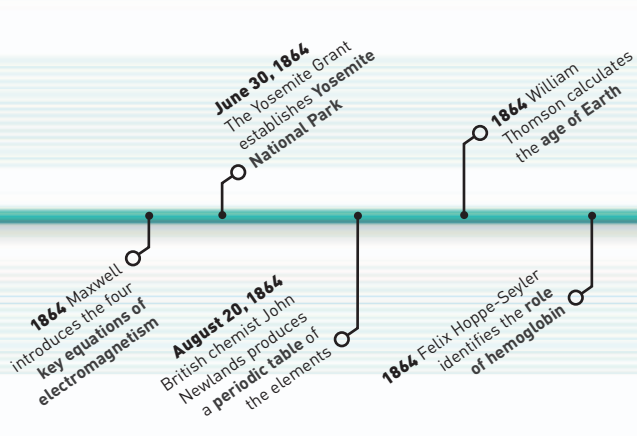 June 30, 1864
The Yosemite Grant
establishes Yosemite
National Park
1864 William
Thomson calculates
the age of Earth
1864 Maxwell
introduces the four
key equations of
electromagnetism
August 20, 1864
British chemist John
Newlands produces
a periodic table of
the elements
1864 Felix Hoppe-Seyler
identifies the role
of hemoglobin